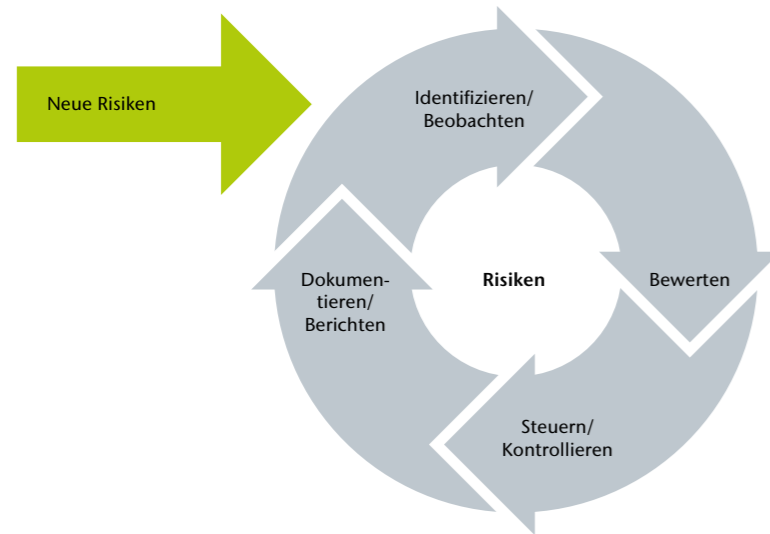 Neue Risiken
Identifizieren/
Beobachten
Bewerten
Steuern/
Kontrollieren
Dokumen-
tieren/
Berichten
Risiken